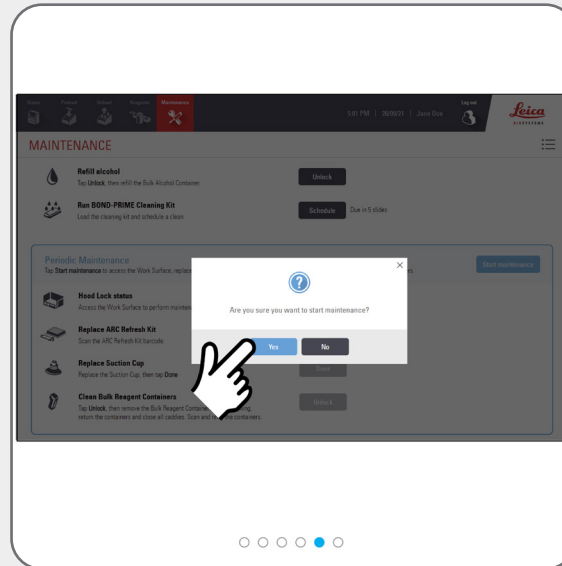 Preload
Reagents
Maintenance
5:01 PM | 20/09/21 | Jane Doe
Log out
Leica
BIOSYSTEMS
MAINTENANCE
Refill alcohol
Tap Unlock, then refill the Bulk Alcohol Container
Unlock
Run BOND-PRIME Cleaning Kit
Load the cleaning kit and schedule a clean
Schedule
Due in 5 slides
Periodic Maintenance
Tap Start maintenance to access the Work Surface, replace
Start maintenance
Are you sure you want to start maintenance?
Yes
No
Hood Lock status
Access the Work Surface to perform mainten
Replace ARC Refresh Kit
Scan the ARC Refresh Kit barcode
Replace Suction Cup
Replace the Suction Cup, then tap Done
Done
Clean Bulk Reagent Containers
Tap Unlock, then remove the Bulk Reagent Contai
return the containers and close all caddies. Scan and the containers
Unlock